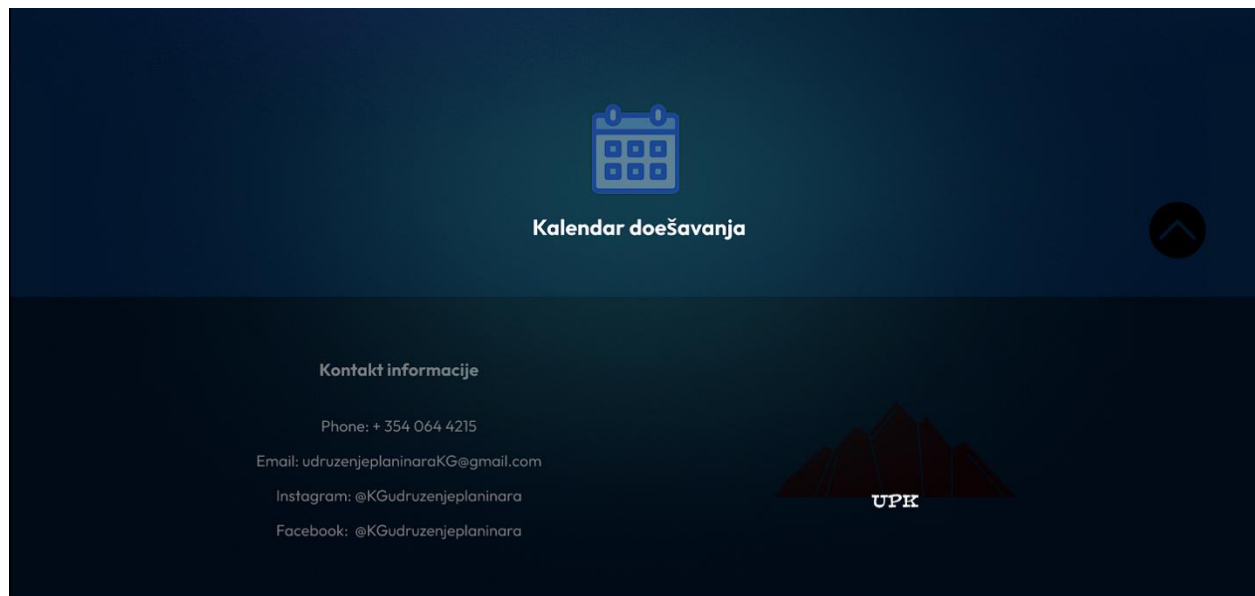 Kalendar doešavanja
Kontakt informacije
Phone: + 354 064 4215
Email: udruzenjeplaninaraKG@gmail.com
Instagram: @KGudruzenjeplaninara
Facebook: @KGudruzenjeplaninara
UPK